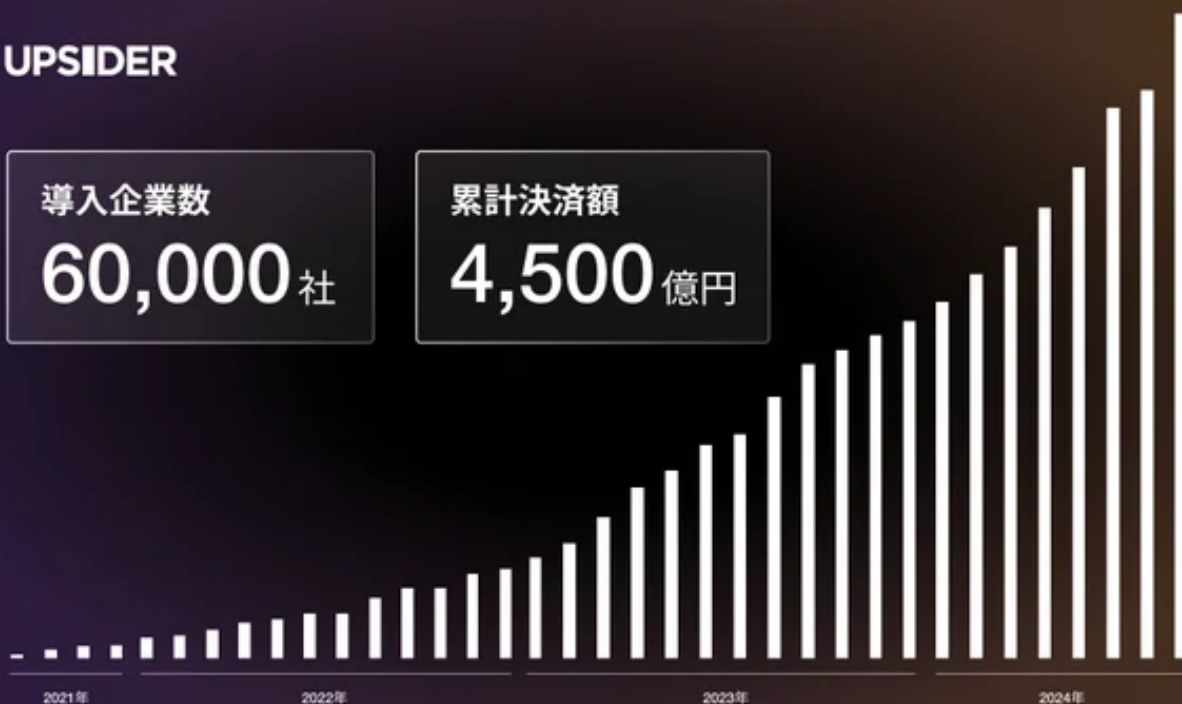 UPSIDER
導入企業数
60,000社
累計決済額
4,500億円
2021年
2022年
2023年
2024年